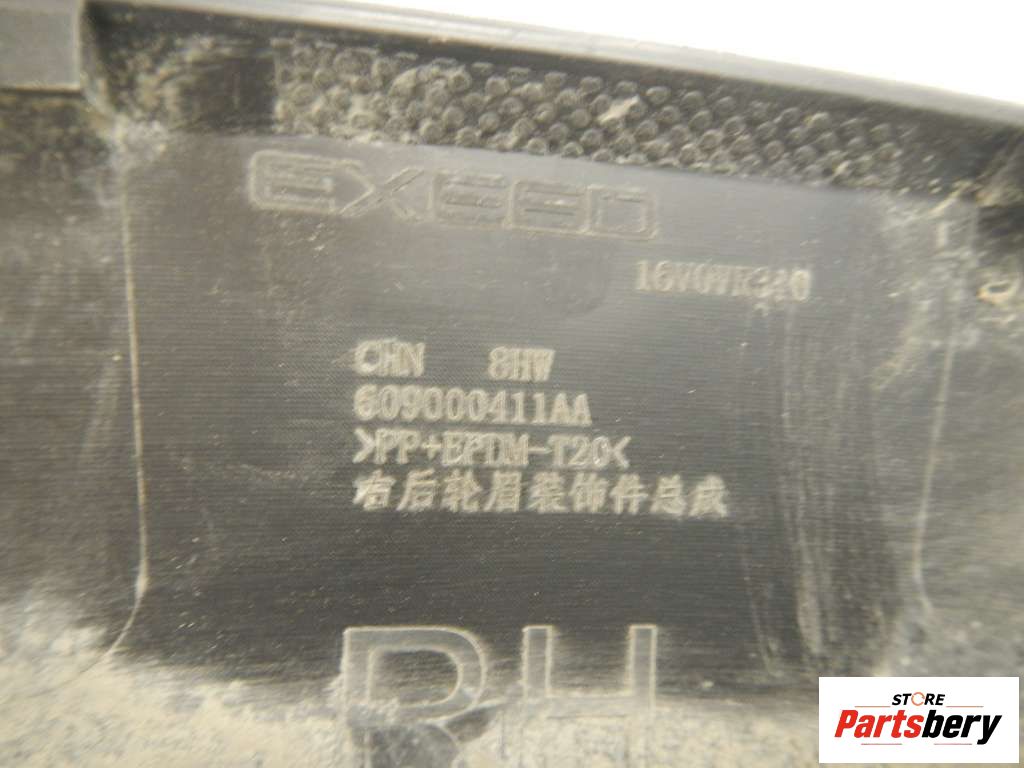 EXEED
CHN 8HW
609000411AA
>PP+EPDM-T20<
右后轮眉装饰件总成
RH
STORE
Partsbery